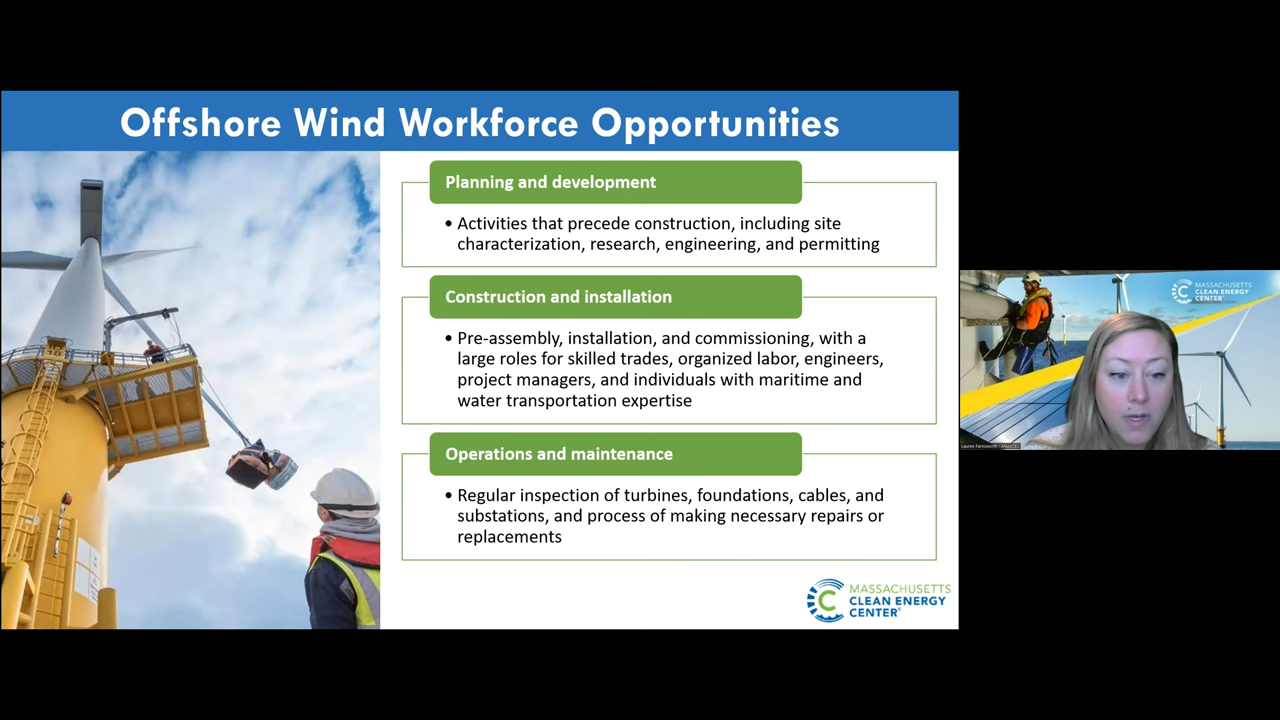 Offshore Wind Workforce Opportunities
Planning and development
• Activities that precede construction, including site
characterization, research, engineering, and permitting
Construction and installation
• Pre-assembly, installation, and commissioning, with a
large roles for skilled trades, organized labor, engineers,
project managers, and individuals with maritime and
water transportation expertise
Operations and maintenance
• Regular inspection of turbines, foundations, cables, and
substations, and process of making necessary repairs or
replacements
MASSACHUSETTS
CLEAN ENERGY
CENTER
MASSACHUSETTS
CLEAN ENERGY
CENTER
Lauren Farnsworth - MassCEC